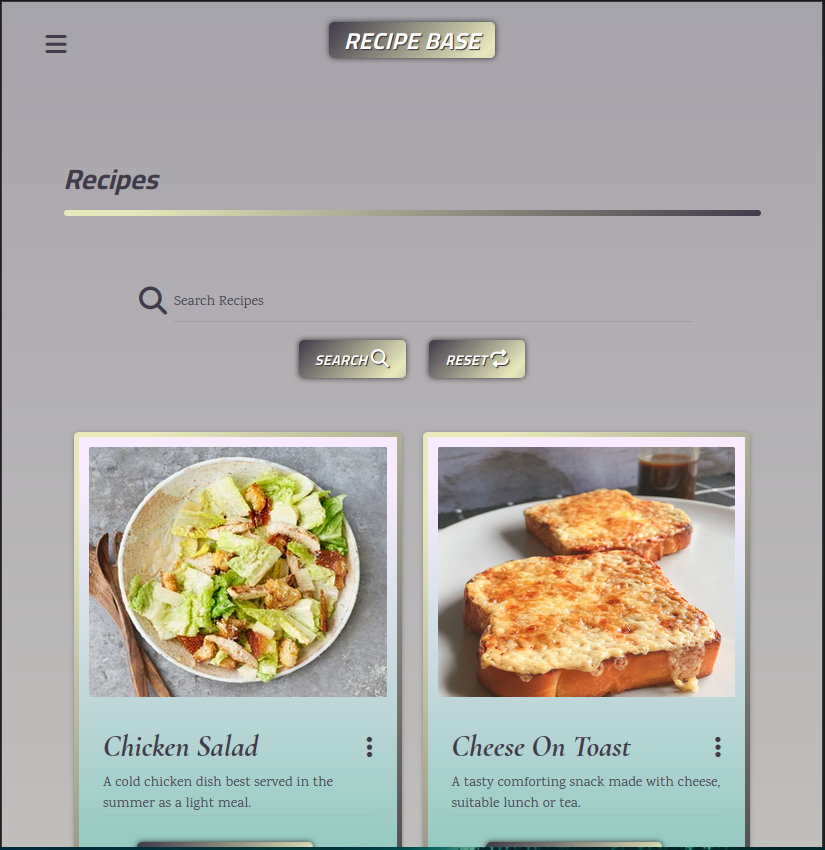 RECIPE BASE
Recipes
Search Recipes
SEARCH
RESET
Chicken Salad
A cold chicken dish best served in the
summer as a light meal.
Cheese On Toast
A tasty comforting snack made with cheese,
suitable lunch or tea.